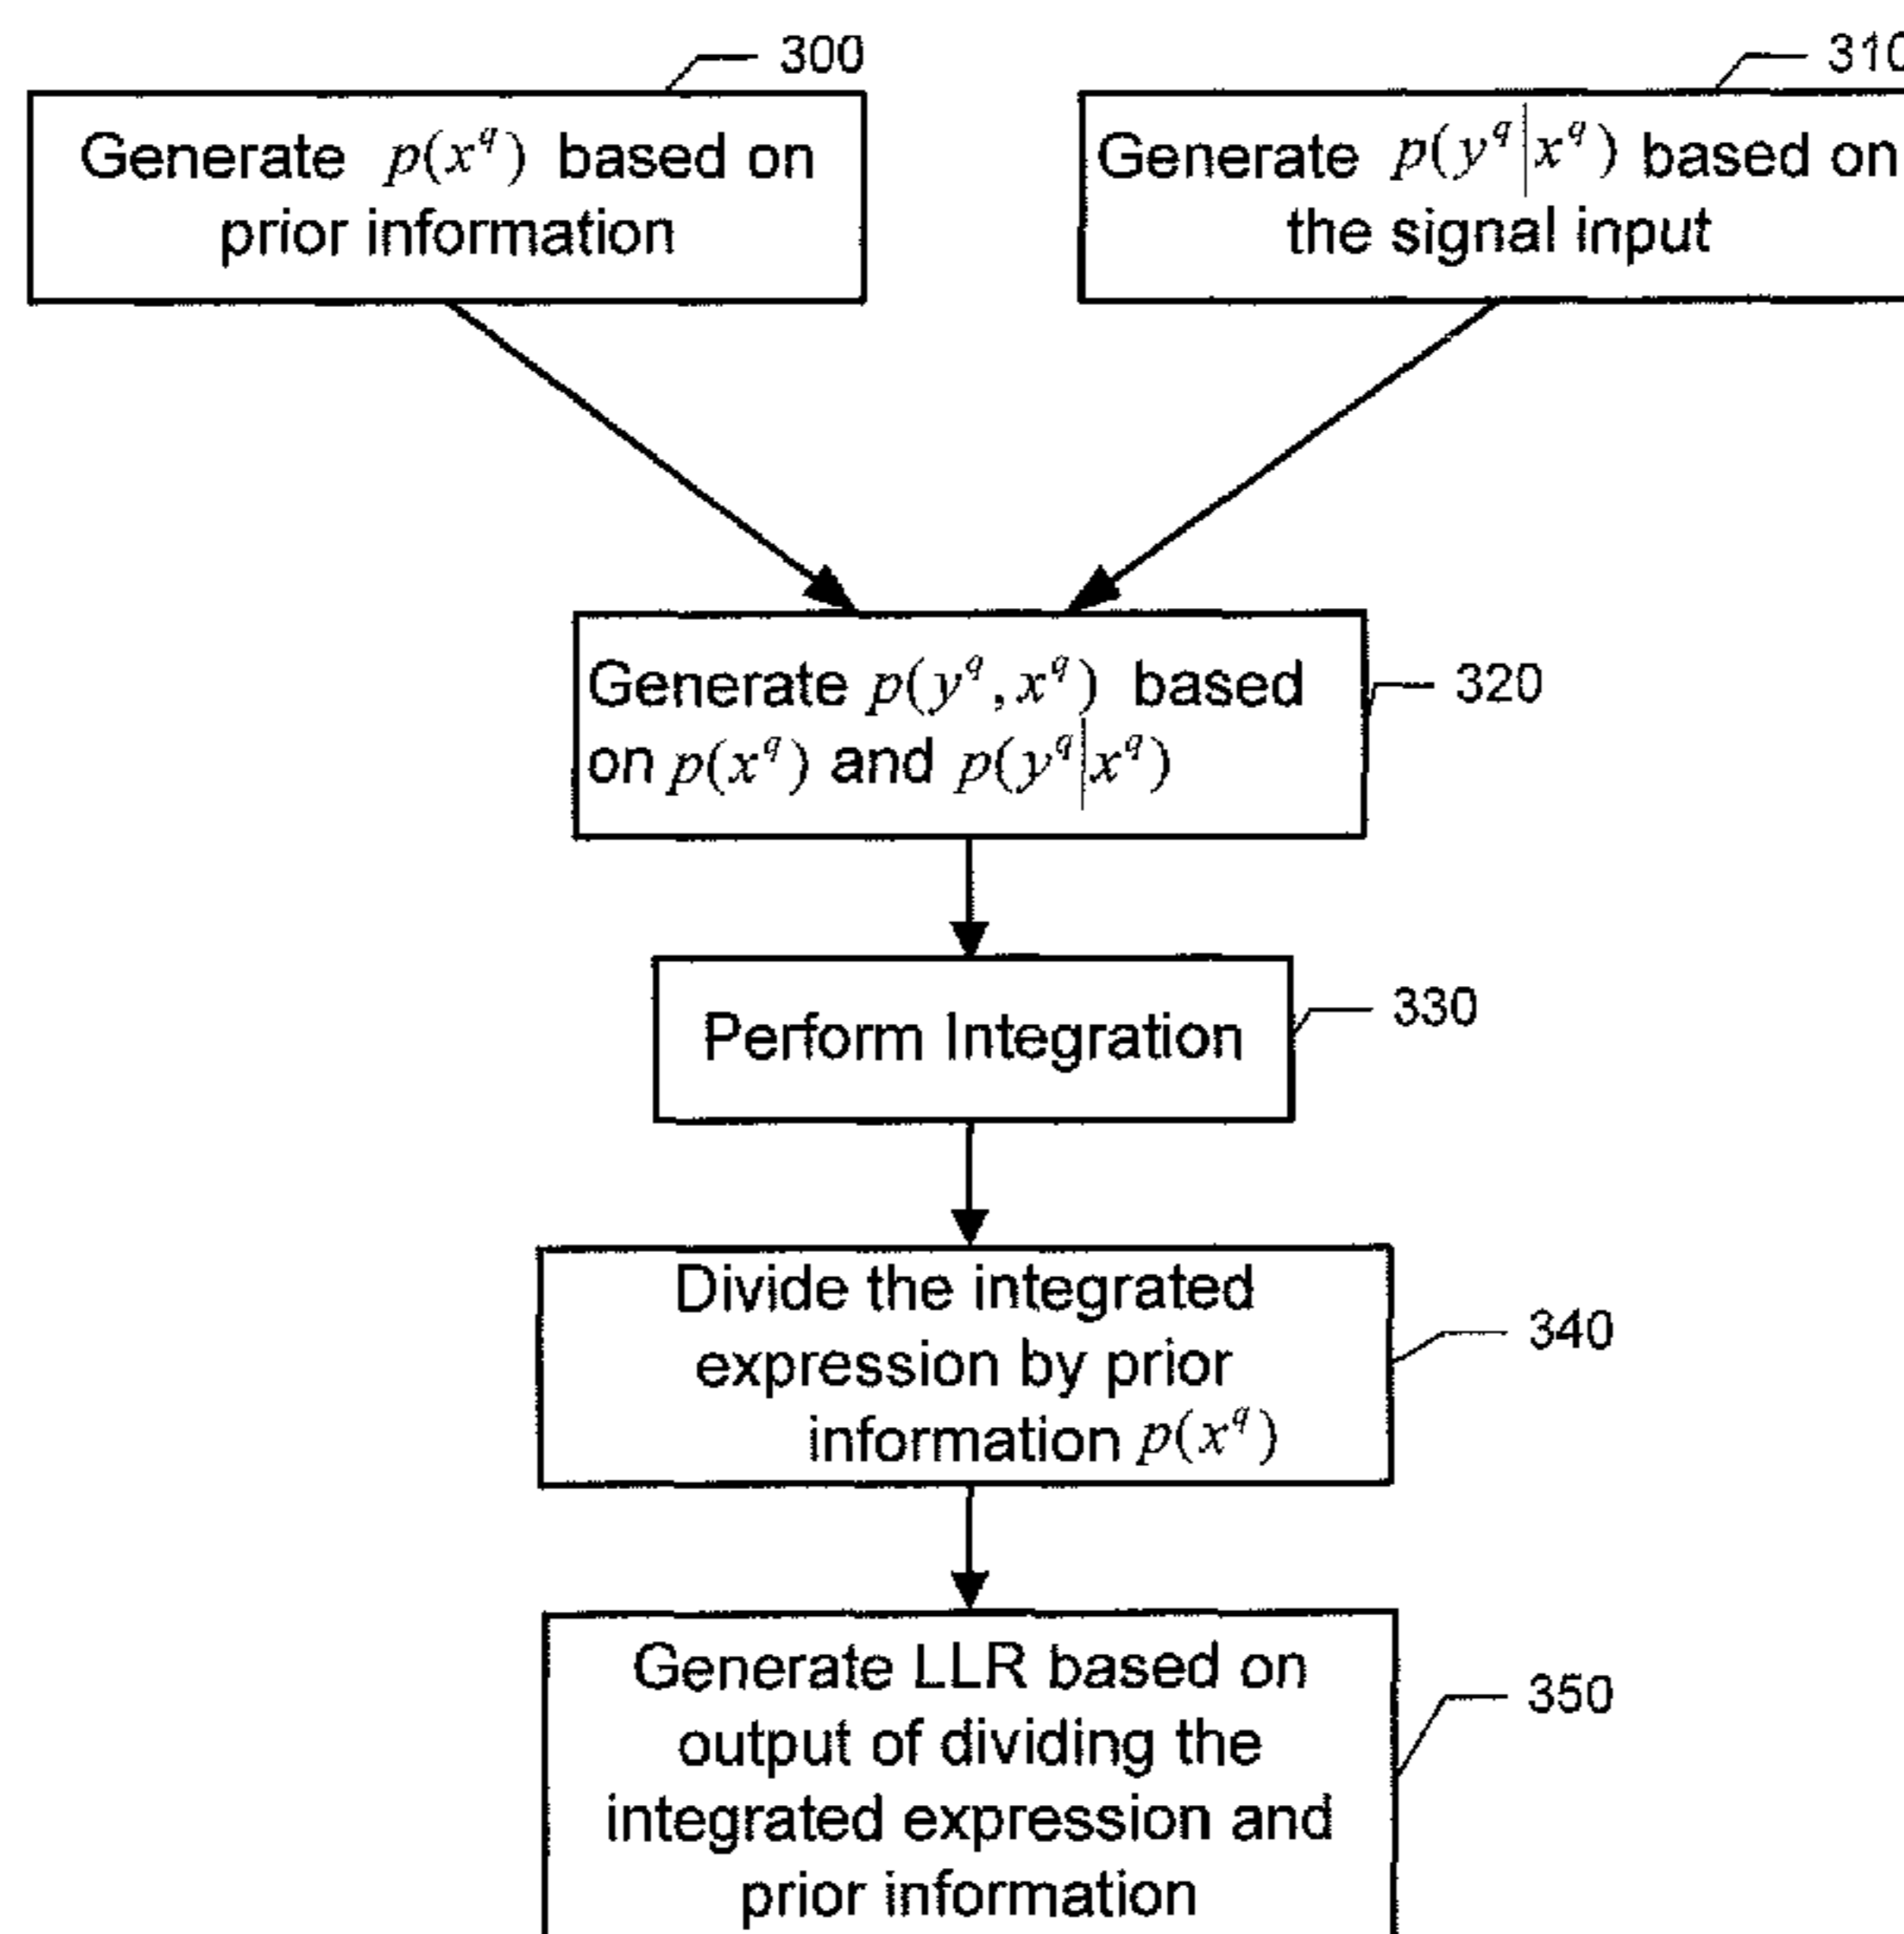 300
310
Generate p(x^q) based on
prior information
Generate p(y^q|x^q) based on
the signal input
Generate p(y^q, x^q) based
on p(x^q) and p(y^q|x^q)
320
Perform Integration
330
Divide the integrated
expression by prior
information p(x^q)
340
Generate LLR based on
output of dividing the
integrated expression and
prior information
350